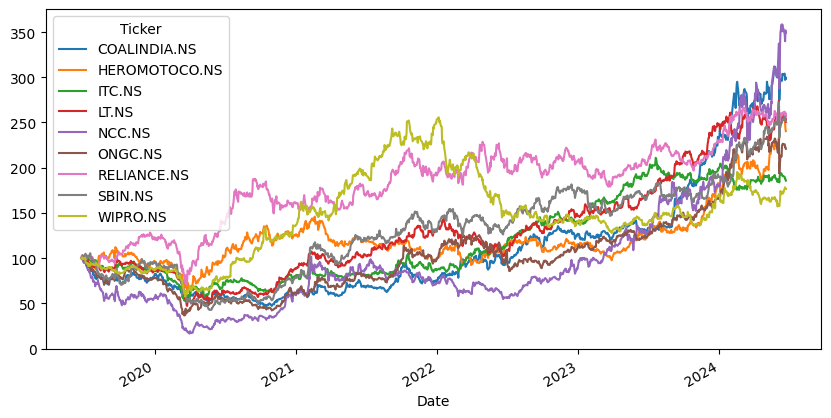 Ticker
COALINDIA.NS
HEROMOTOCO.NS
ITC.NS
LT.NS
NCC.NS
ONGC.NS
RELIANCE.NS
SBIN.NS
WIPRO.NS
350
300
250
200
150
100
50
0
2020
2021
2022
2023
2024
Date